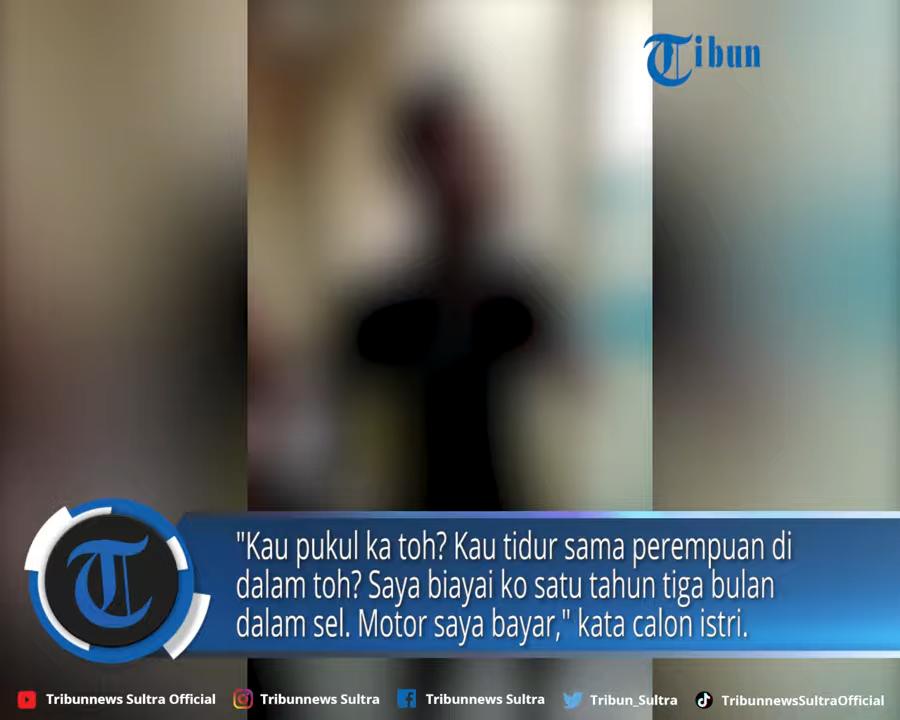 Tibun
"Kau pukul ka toh? Kau tidur sama perempuan di
dalam toh? Saya biayai ko satu tahun tiga bulan
dalam sel. Motor saya bayar," kata calon istri.
T
Tribunnews Sultra Official
Tribunnews Sultra
Tribunnews Sultra
Tribun_Sultra
TribunnewsSultraOfficial